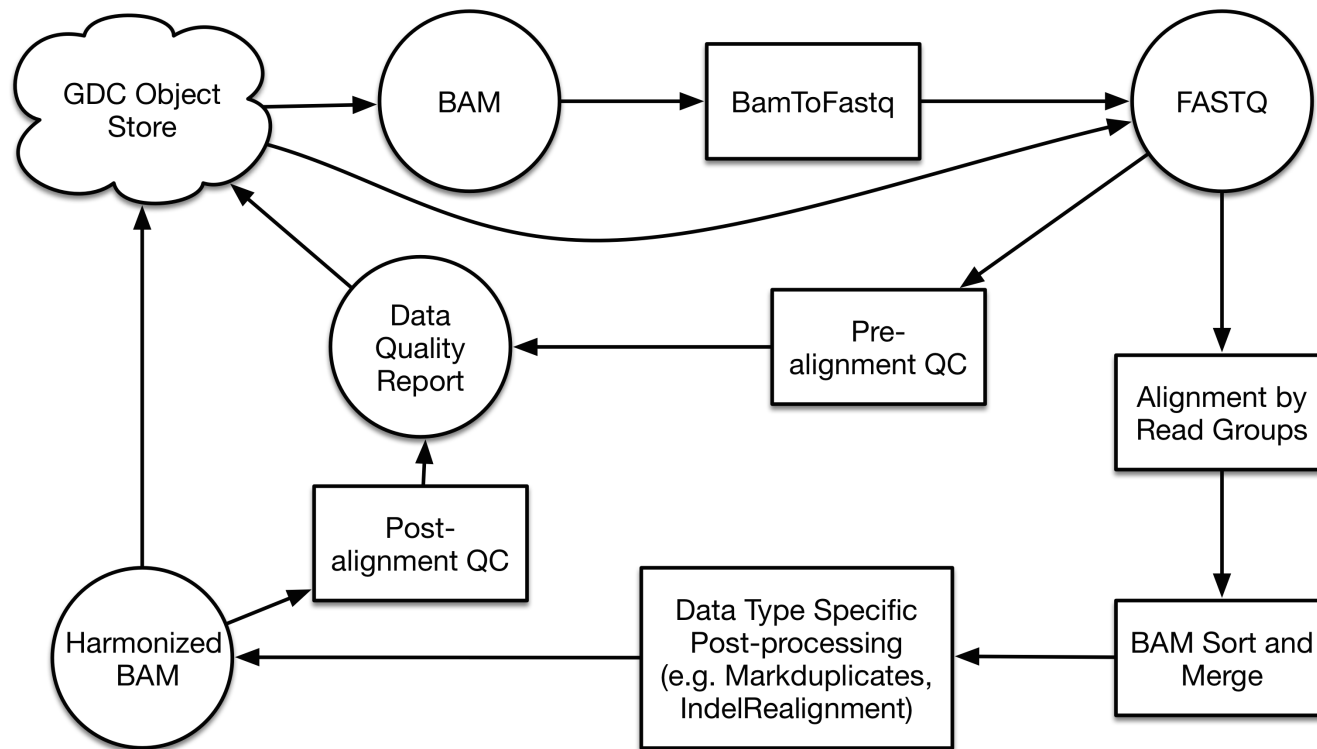 GDC Object
Store
BAM
BamToFastq
FASTQ
Data
Quality
Report
Pre-
alignment QC
Alignment by
Read Groups
Post-
alignment QC
Harmonized
BAM
Data Type Specific
Post-processing
(e.g. Markduplicates,
IndelRealignment)
BAM Sort and
Merge